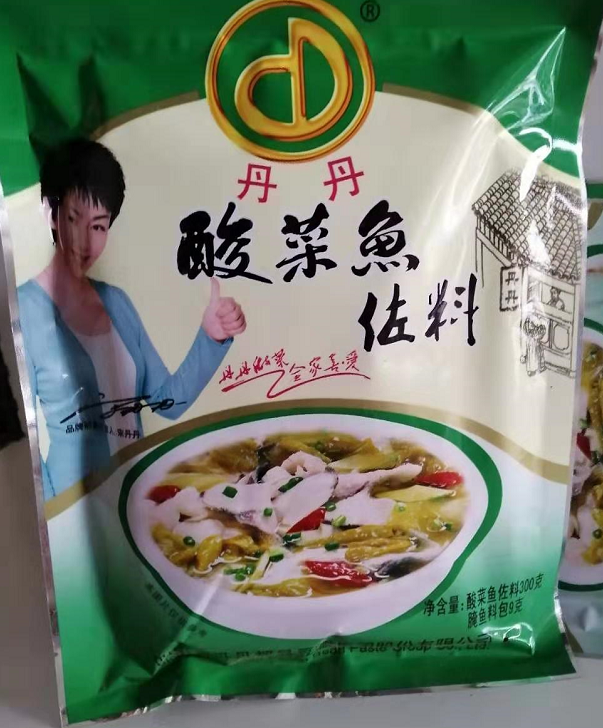 ®
丹 丹
酸菜魚
佐料
丹丹酸菜 全家喜爱
丹丹
净含量:酸菜鱼佐料300克
腌鱼料包9克